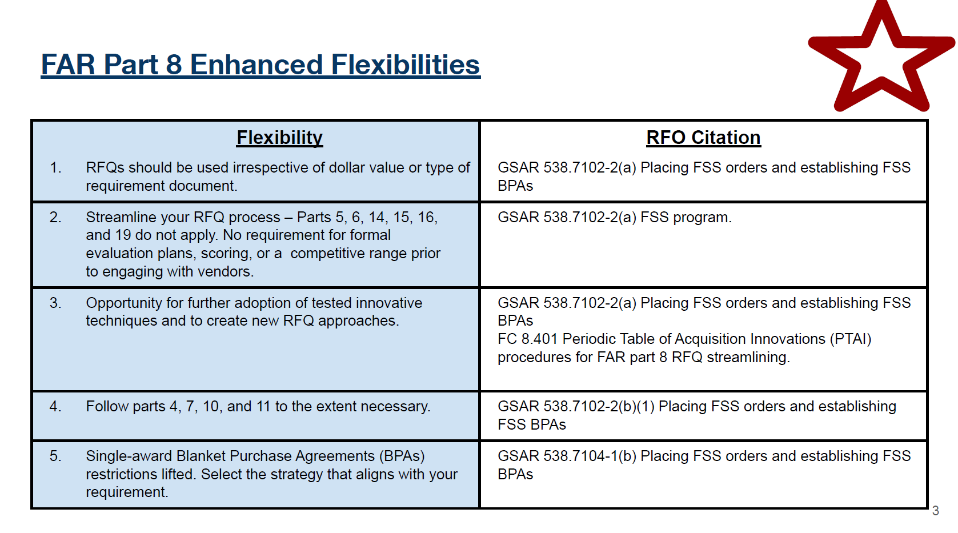 FAR Part 8 Enhanced Flexibilities
Flexibility
RFO Citation
1. RFQs should be used irrespective of dollar value or type of
requirement document.
GSAR 538.7102-2(a) Placing FSS orders and establishing FSS
BPAs
2. Streamline your RFQ process – Parts 5, 6, 14, 15, 16,
and 19 do not apply. No requirement for formal
evaluation plans, scoring, or a  competitive range prior
to engaging with vendors.
GSAR 538.7102-2(a) FSS program.
3. Opportunity for further adoption of tested innovative
techniques and to create new RFQ approaches.
GSAR 538.7102-2(a) Placing FSS orders and establishing FSS
BPAs
FC 8.401 Periodic Table of Acquisition Innovations (PTAI)
procedures for FAR part 8 RFQ streamlining.
4. Follow parts 4, 7, 10, and 11 to the extent necessary.
GSAR 538.7102-2(b)(1) Placing FSS orders and establishing
FSS BPAs
5. Single-award Blanket Purchase Agreements (BPAs)
restrictions lifted. Select the strategy that aligns with your
requirement.
GSAR 538.7104-1(b) Placing FSS orders and establishing FSS
BPAs
3